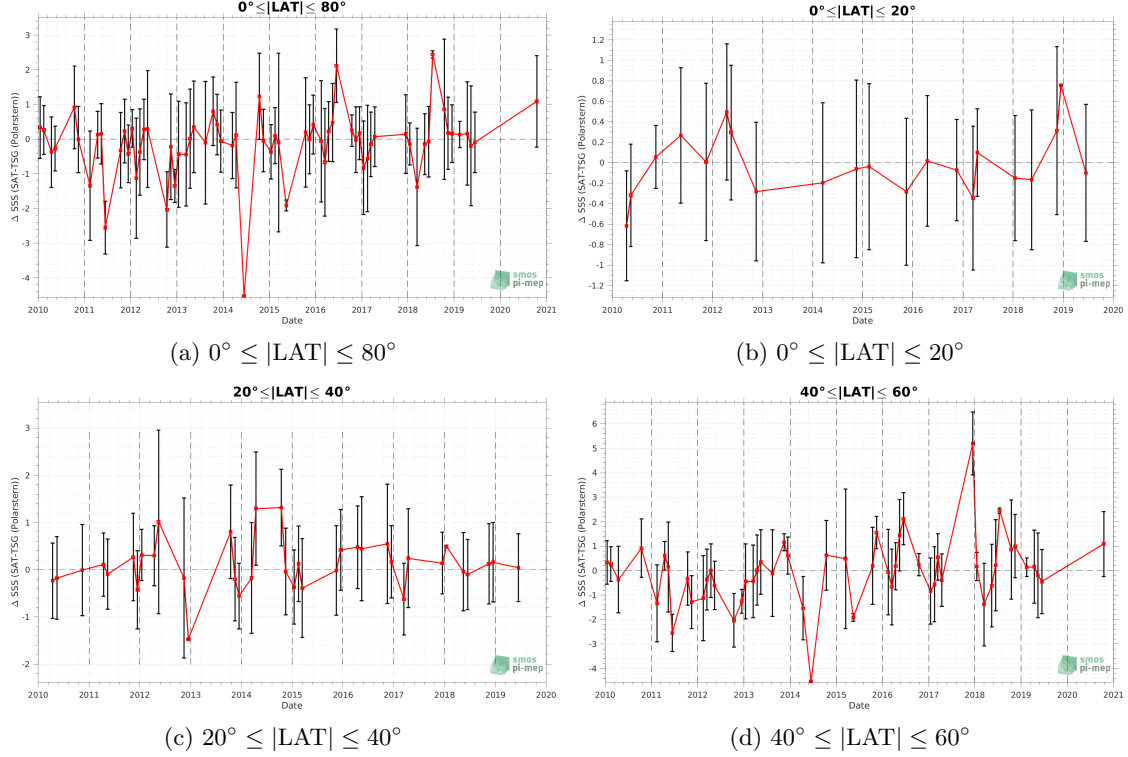 0°≤|LAT|≤ 80°
Δ SSS (SAT-TSG (Polarstern))
3
2
1
0
-1
-2
-3
-4
2010 2011 2012 2013 2014 2015 2016 2017 2018 2019 2020 2021
Date
smos
pi-mep
(a) 0° ≤ |LAT| ≤ 80°
0°≤|LAT|≤ 20°
Δ SSS (SAT-TSG (Polarstern))
1.2
1
0.8
0.6
0.4
0.2
0
-0.2
-0.4
-0.6
-0.8
-1
-1.2
2010 2011 2012 2013 2014 2015 2016 2017 2018 2019 2020
Date
smos
pi-mep
(b) 0° ≤ |LAT| ≤ 20°
20°≤|LAT|≤ 40°
Δ SSS (SAT-TSG (Polarstern))
3
2
1
0
-1
-2
2010 2011 2012 2013 2014 2015 2016 2017 2018 2019 2020
Date
smos
pi-mep
(c) 20° ≤ |LAT| ≤ 40°
40°≤|LAT|≤ 60°
Δ SSS (SAT-TSG (Polarstern))
6
5
4
3
2
1
0
-1
-2
-3
-4
2010 2011 2012 2013 2014 2015 2016 2017 2018 2019 2020 2021
Date
smos
pi-mep
(d) 40° ≤ |LAT| ≤ 60°